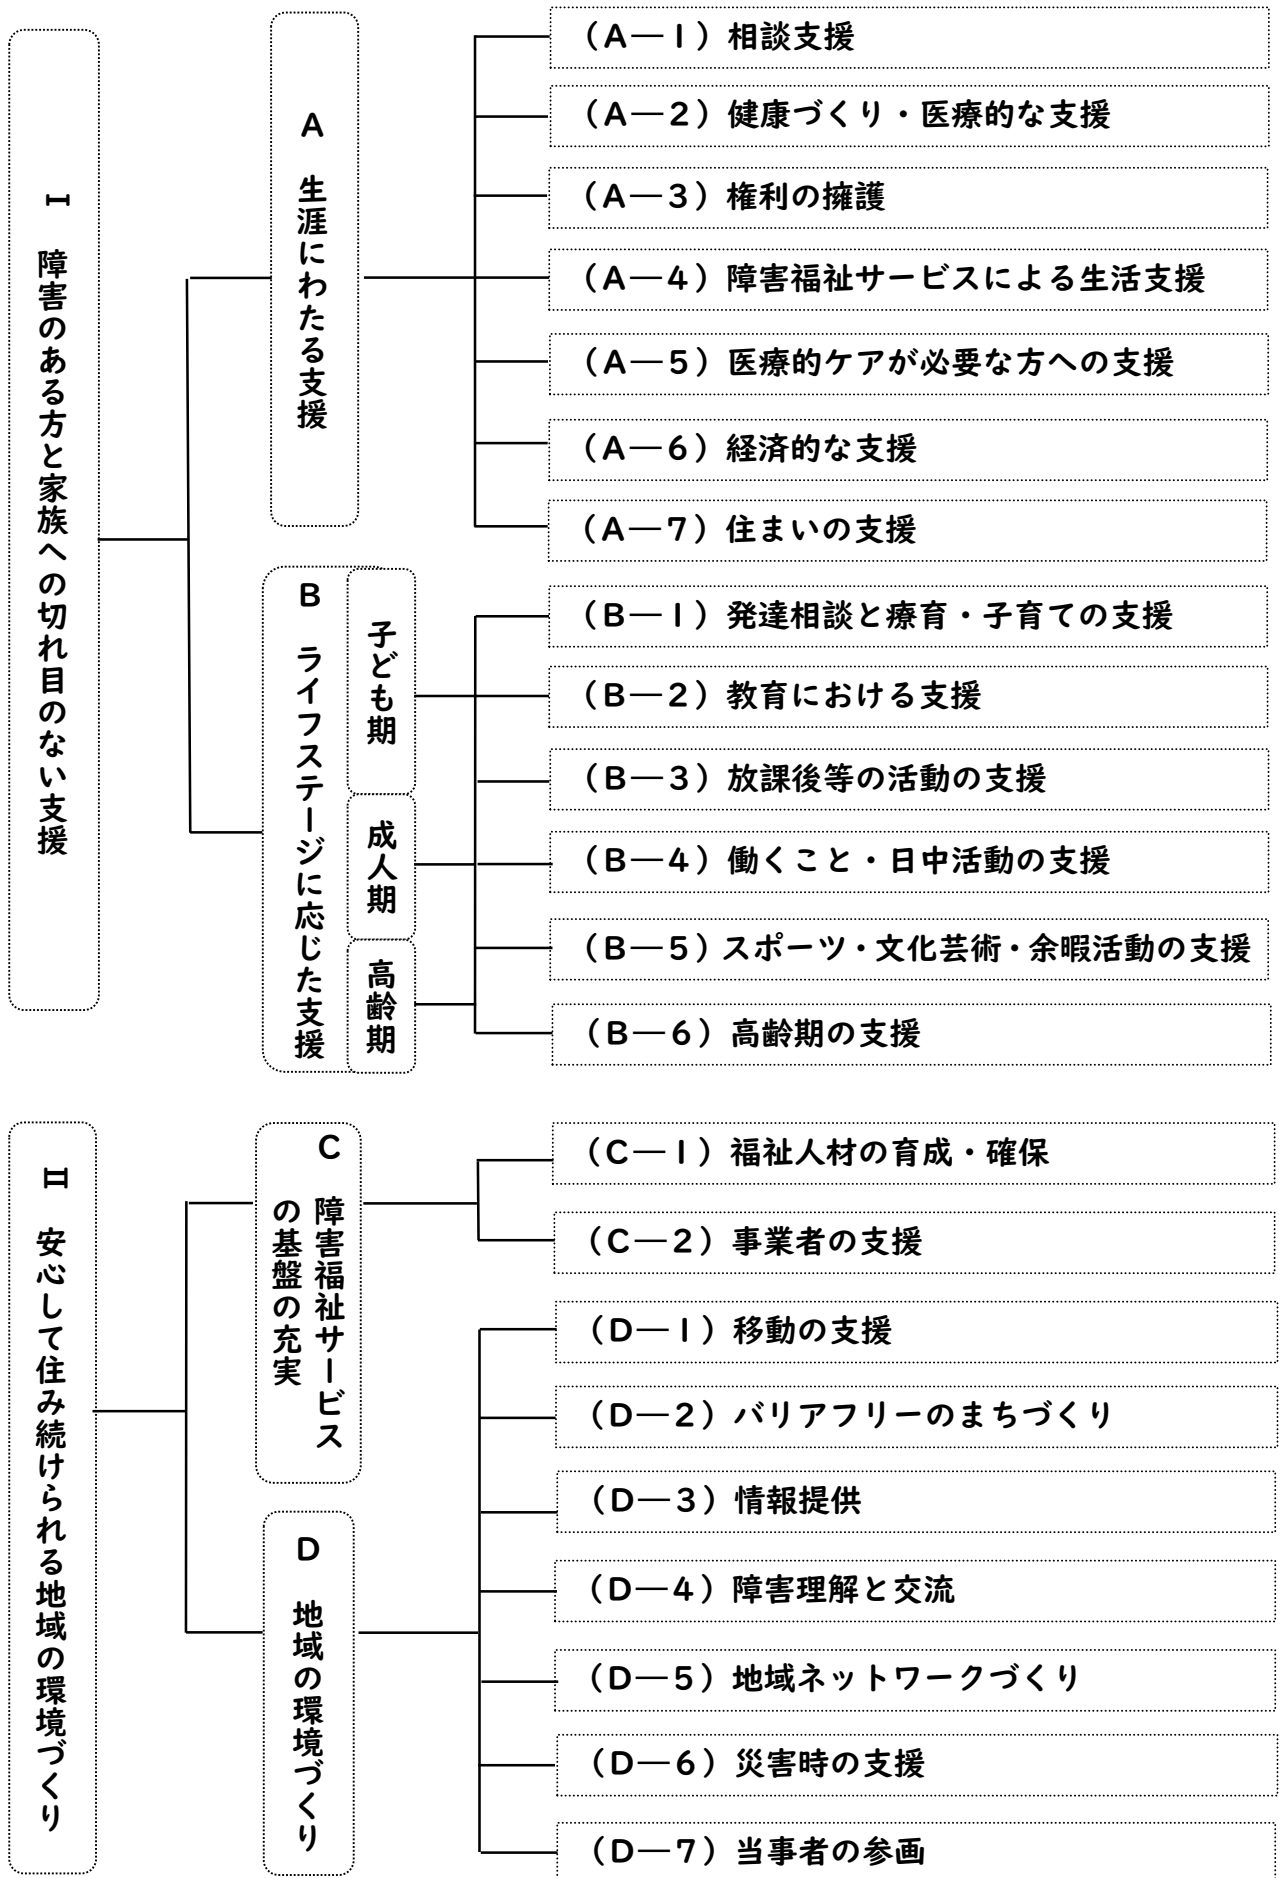 Ⅰ 障害のある方と家族への切れ目のない支援
A 生涯にわたる支援
（A－１）相談支援
（A－２）健康づくり・医療的な支援
（A－３）権利の擁護
（A－４）障害福祉サービスによる生活支援
（A－５）医療的ケアが必要な方への支援
（A－６）経済的な支援
（A－７）住まいの支援
B ライフステージに応じた支援
子ども期
成人期
高齢期
（B－１）発達相談と療育・子育ての支援
（B－２）教育における支援
（B－３）放課後等の活動の支援
（B－４）働くこと・日中活動の支援
（B－５）スポーツ・文化芸術・余暇活動の支援
（B－６）高齢期の支援
Ⅱ 安心して住み続けられる地域の環境づくり
C 障害福祉サービス
の基盤の充実
（C－１）福祉人材の育成・確保
（C－２）事業者の支援
D 地域の環境づくり
（D－１）移動の支援
（D－２）バリアフリーのまちづくり
（D－３）情報提供
（D－４）障害理解と交流
（D－５）地域ネットワークづくり
（D－６）災害時の支援
（D－７）当事者の参画